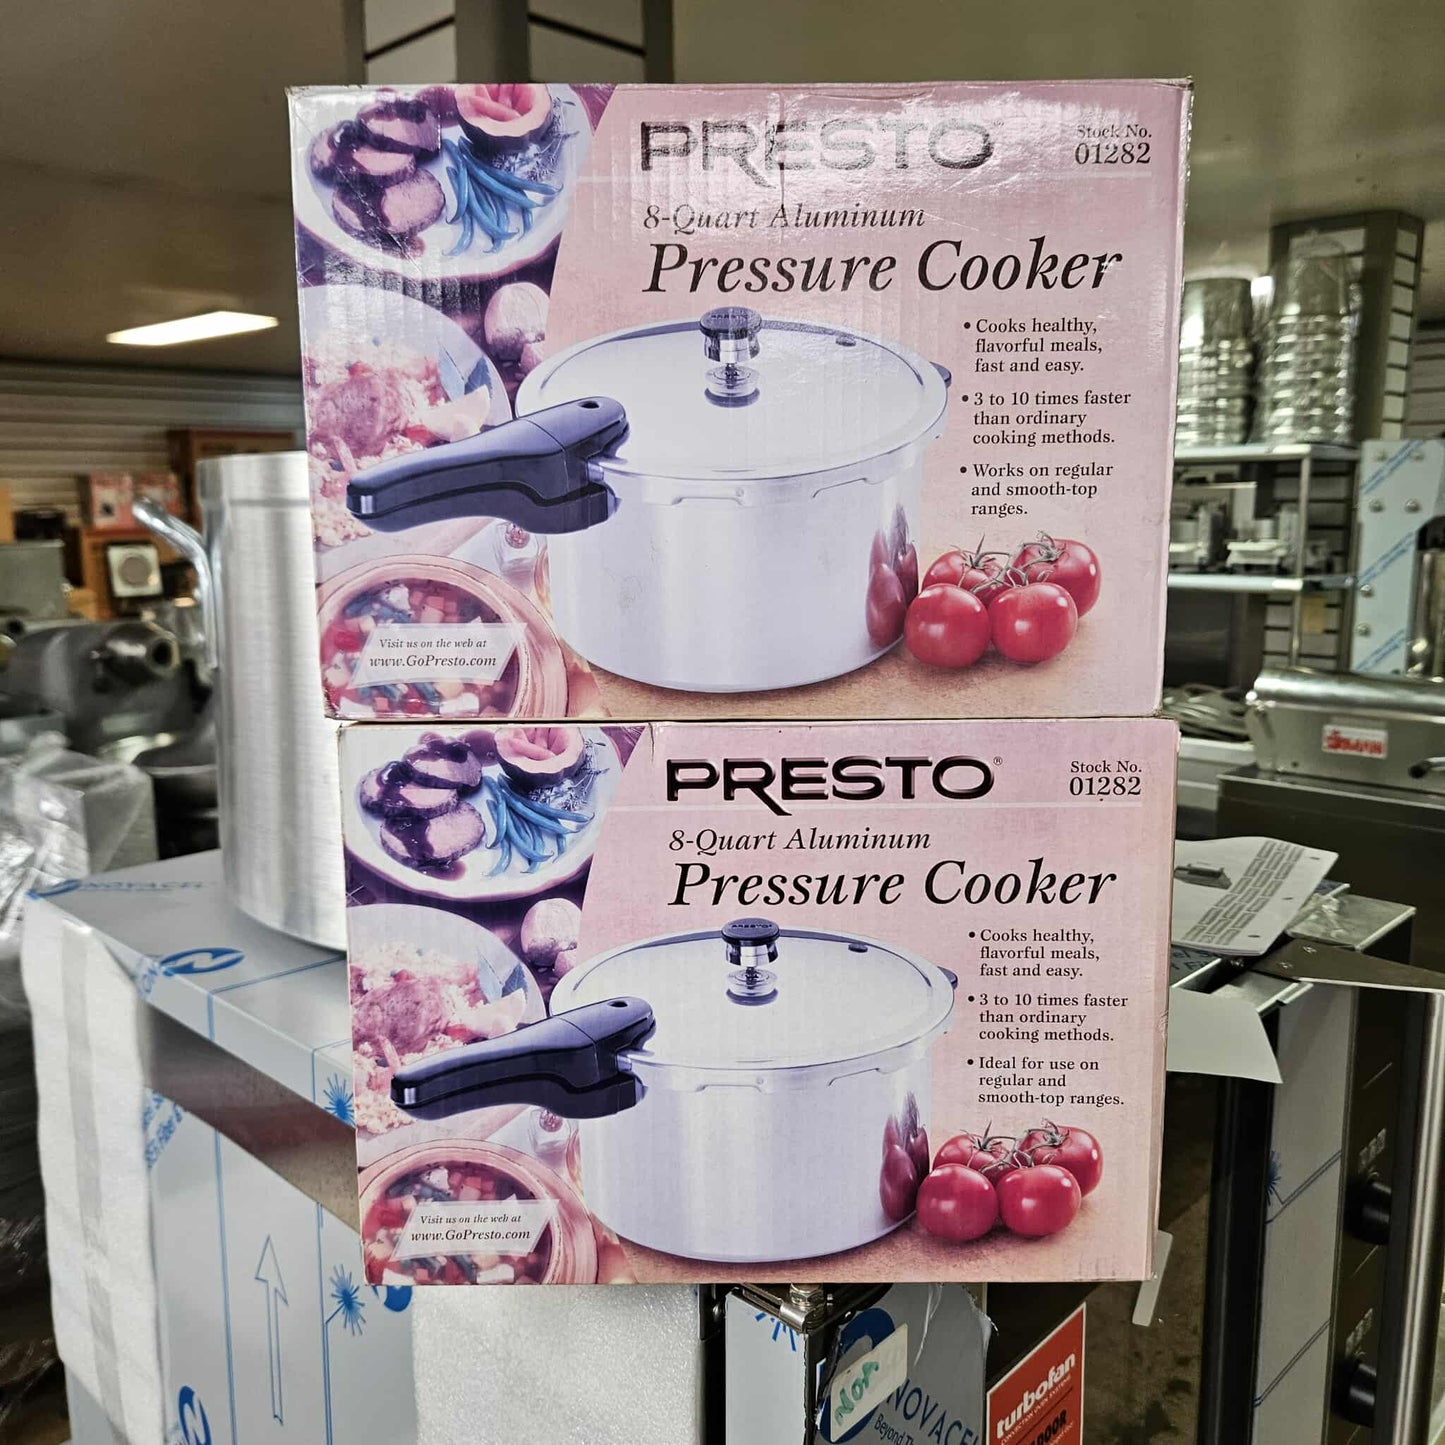 PRESTO
Stock No.
01282
8-Quart Aluminum
Pressure Cooker
• Cooks healthy,
flavorful meals,
fast and easy.
• 3 to 10 times faster
than ordinary
cooking methods.
• Works on regular
and smooth-top
ranges.
Visit us on the web at
www.GoPresto.com
PRESTO®
Stock No.
01282
8-Quart Aluminum
Pressure Cooker
• Cooks healthy,
flavorful meals,
fast and easy.
• 3 to 10 times faster
than ordinary
cooking methods.
• Ideal for use on
regular and
smooth-top ranges.
Visit us on the web at
www.GoPresto.com
NOVACEL
NOVACEL
Beyond
turbofan